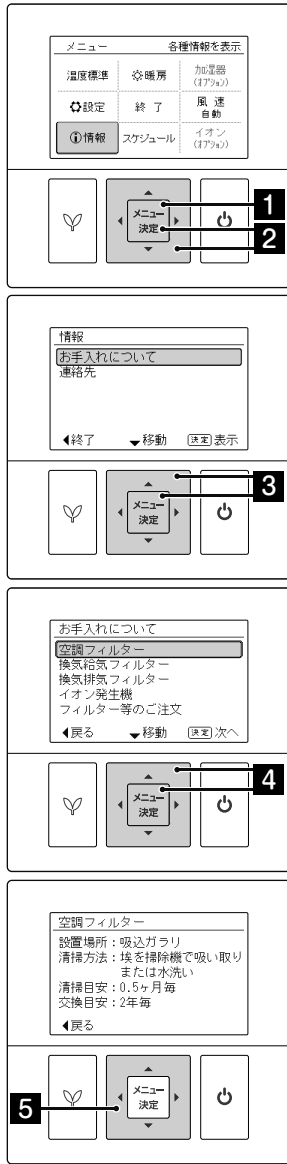 メニュー 各種情報を表示
温度標準 暖房 加湿器
(オプション)
設定 終了 風速
自動
情報 スケジュール イオン
(オプション)
メニュー
決定
1
2
情報
お手入れについて
連絡先
◀終了 ▼移動 決定 表示
メニュー
決定
3
お手入れについて
空調フィルター
換気給気フィルター
換気排気フィルター
イオン発生機
フィルター等のご注文
◀戻る ▼移動 決定 次へ
メニュー
決定
4
空調フィルター
設置場所：吸込ガラリ
清掃方法：埃を掃除機で吸い取り
または水洗い
清掃目安：0.5ヶ月毎
交換目安：2年毎
◀戻る
メニュー
決定
5